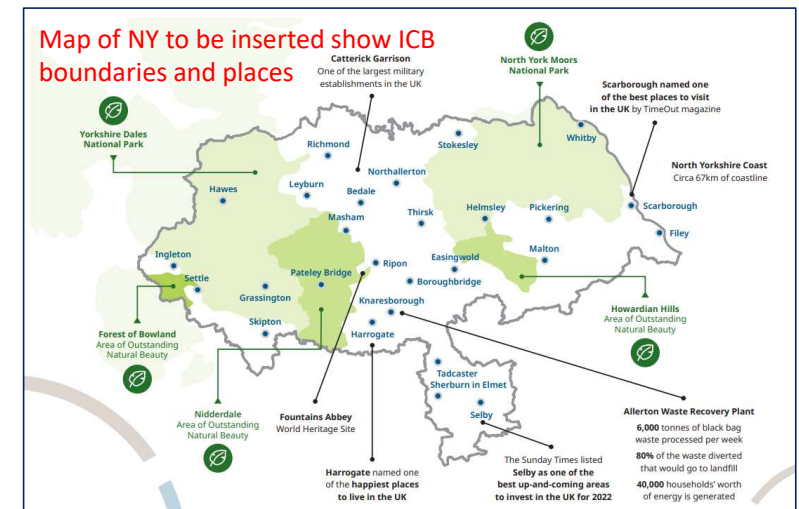 Map of NY to be inserted show ICB
boundaries and places
Catterick Garrison
One of the largest military
establishments in the UK
North York Moors
National Park
Scarborough named one
of the best places to visit
in the UK by TimeOut magazine
Yorkshire Dales
National Park
North Yorkshire Coast
Circa 67km of coastline
Richmond
Stokesley
Whitby
Hawes
Leyburn
Bedale
Northallerton
Masham
Thirsk
Helmsley
Pickering
Scarborough
Filey
Ingleton
Settle
Grassington
Pateley Bridge
Ripon
Easingwold
Boroughbridge
Malton
Skipton
Knaresborough
Harrogate
Forest of Bowland
Area of Outstanding
Natural Beauty
Howardian Hills
Area of Outstanding
Natural Beauty
Tadcaster
Sherburn in Elmet
Selby
Nidderdale
Area of Outstanding
Natural Beauty
Fountains Abbey
World Heritage Site
Harrogate named one
of the happiest places
to live in the UK
The Sunday Times listed
Selby as one of the
best up-and-coming areas
to invest in the UK for 2022
Allerton Waste Recovery Plant
6,000 tonnes of black bag
waste processed per week
80% of the waste diverted
that would go to landfill
40,000 households' worth
of energy is generated